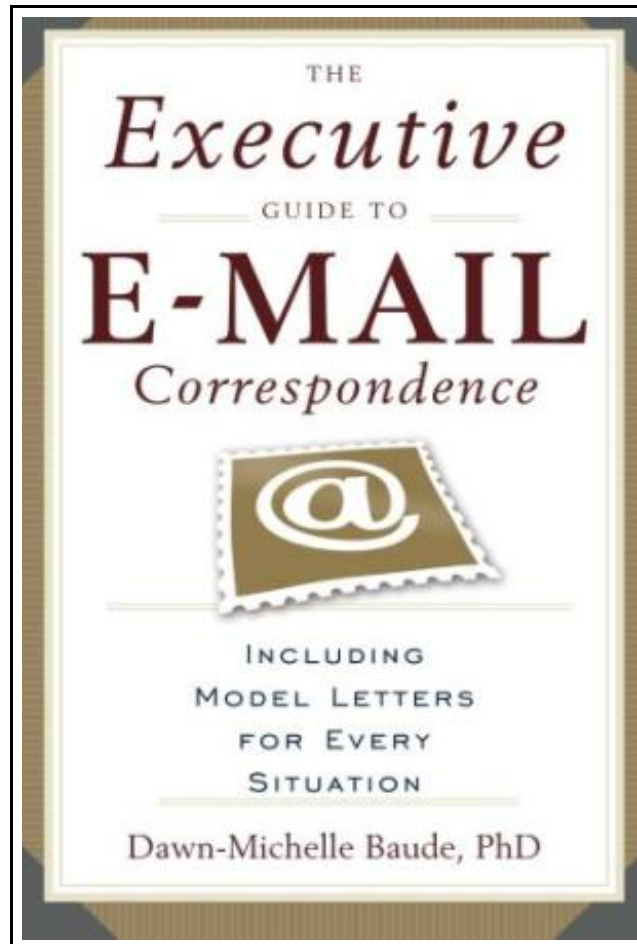 THE
Executive
GUIDE TO
E-MAIL
Correspondence
@
INCLUDING
MODEL LETTERS
FOR EVERY
SITUATION
Dawn-Michelle Baude, PhD